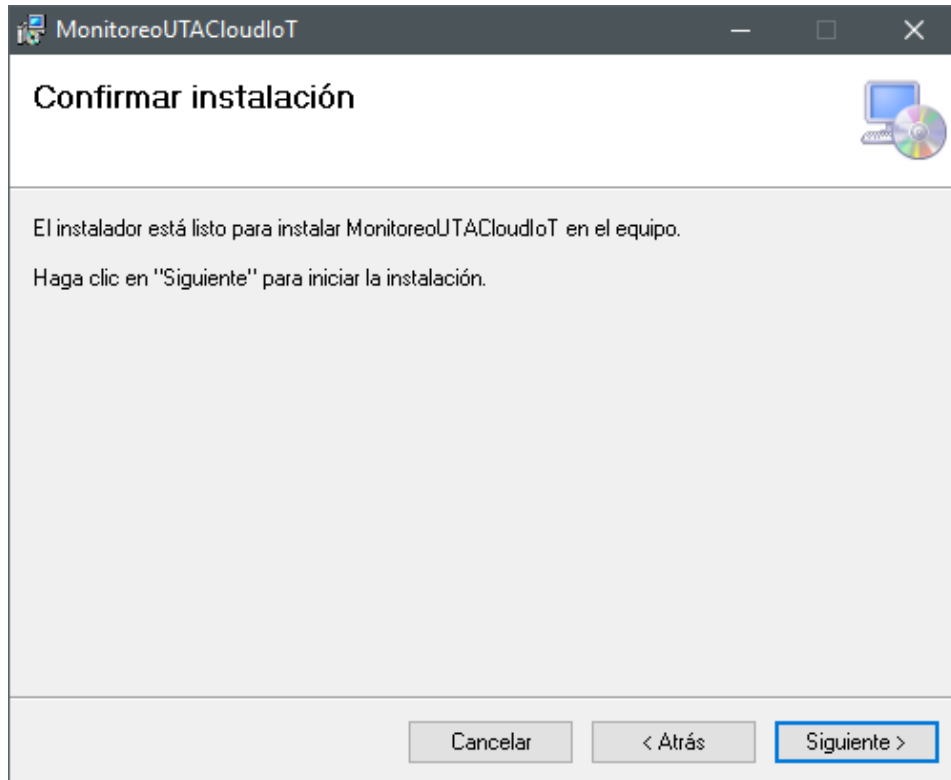 MonitoreoUTACloudIoT
Confirmar instalación
El instalador está listo para instalar MonitoreoUTACloudIoT en el equipo.
Haga clic en "Siguiente" para iniciar la instalación.
Cancelar
< Atrás
Siguiente >